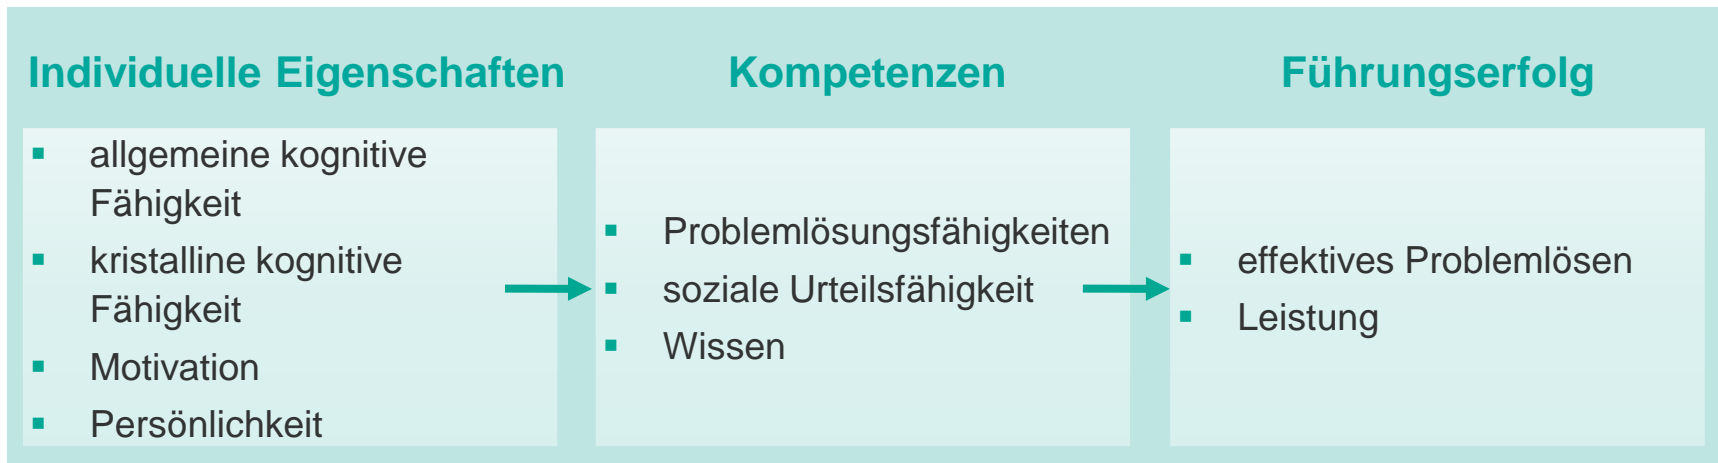 Individuelle Eigenschaften
▪ allgemeine kognitive
Fähigkeit
▪ kristalline kognitive
Fähigkeit
▪ Motivation
▪ Persönlichkeit
Kompetenzen
▪ Problemlösungsfähigkeiten
▪ soziale Urteilsfähigkeit
▪ Wissen
Führungserfolg
▪ effektives Problemlösen
▪ Leistung